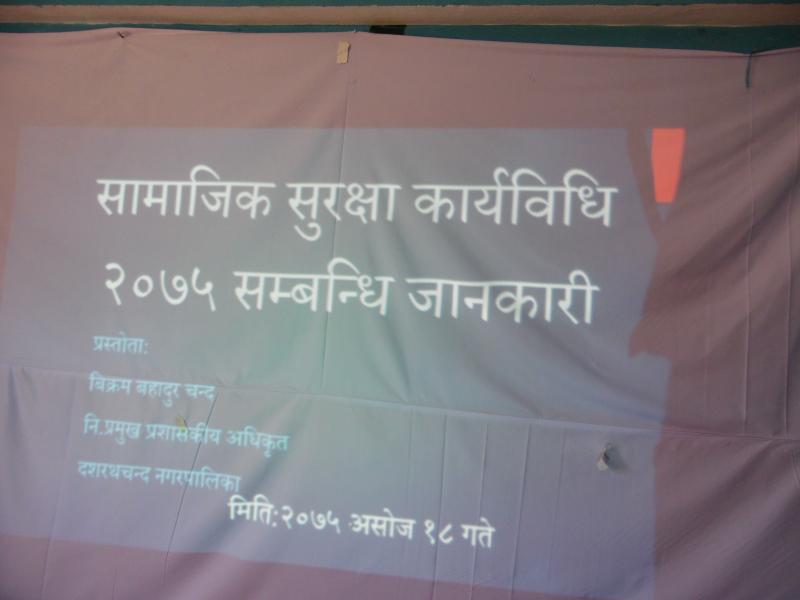 सामाजिक सुरक्षा कार्यविधि
२०७५ सम्बन्धि जानकारी
प्रस्तोताः
बिक्रम बहादुर चन्द
नि.प्रमुख प्रशासकीय अधिकृत
दशरथचन्द नगरपालिका
मितिः२०७५ असोज १८ गते